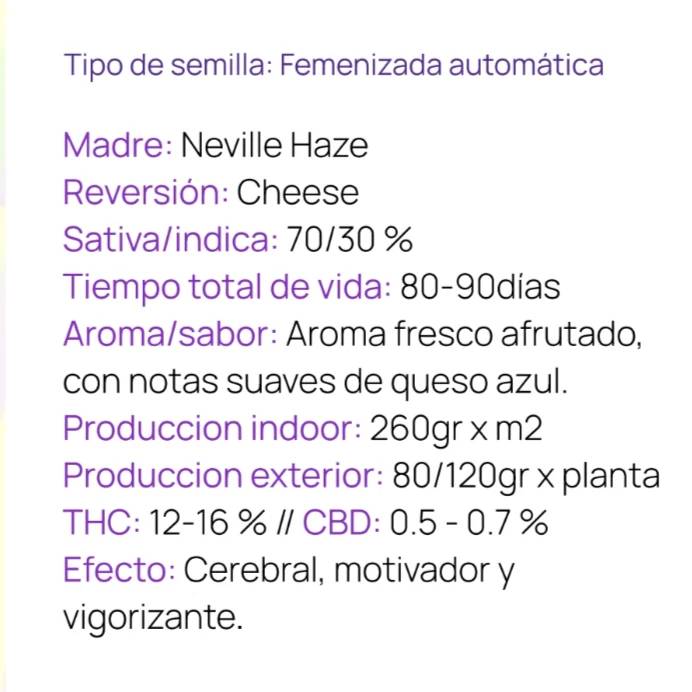 Tipo de semilla: Femenizada automática
Madre: Neville Haze
Reversión: Cheese
Sativa/indica: 70/30 %
Tiempo total de vida: 80-90días
Aroma/sabor: Aroma fresco afrutado,
con notas suaves de queso azul.
Produccion indoor: 260gr x m2
Produccion exterior: 80/120gr x planta
THC: 12-16 % // CBD: 0.5 - 0.7 %
Efecto: Cerebral, motivador y
vigorizante.